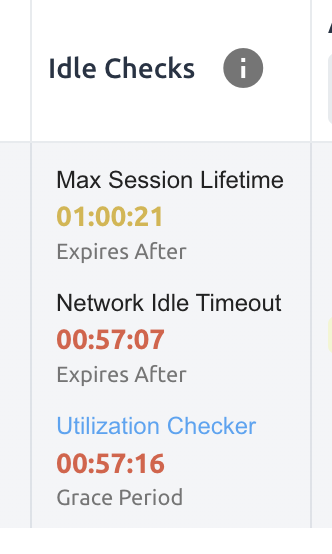 Idle Checks
Max Session Lifetime
01:00:21
Expires After
Network Idle Timeout
00:57:07
Expires After
Utilization Checker
00:57:16
Grace Period